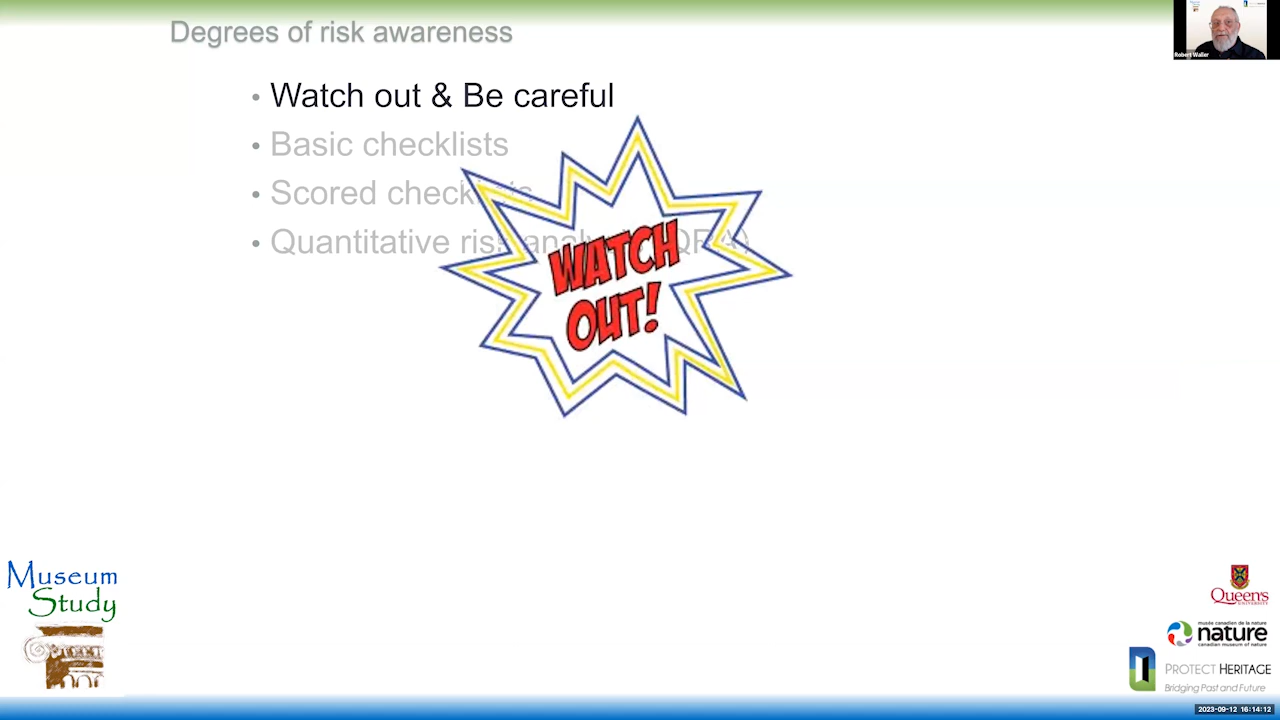 Degrees of risk awareness
Robert Waller
• Watch out & Be careful
• Basic checklists
• Scored checklists
• Quantitative risk analysis (QRA)
WATCH
OUT!
Museum
Study
Queen's
UNIVERSITY
musée canadien de la nature
nature
canadian museum of nature
PROTECT HERITAGE
Bridging Past and Future
2023-09-12 16:14:12